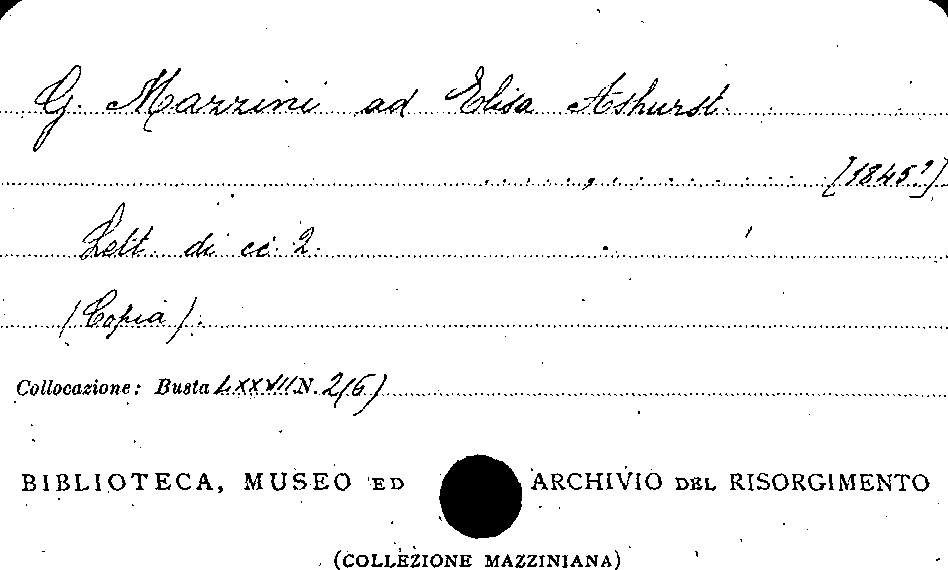 G. Mazzini ad Elisa Ashurst.
[1845?]
Lett. di cc. 2.
(Copia).
Collocazione: Busta LXXVII N. 2(6)
BIBLIOTECA, MUSEO ED ARCHIVIO DEL RISORGIMENTO
(COLLEZIONE MAZZINIANA)